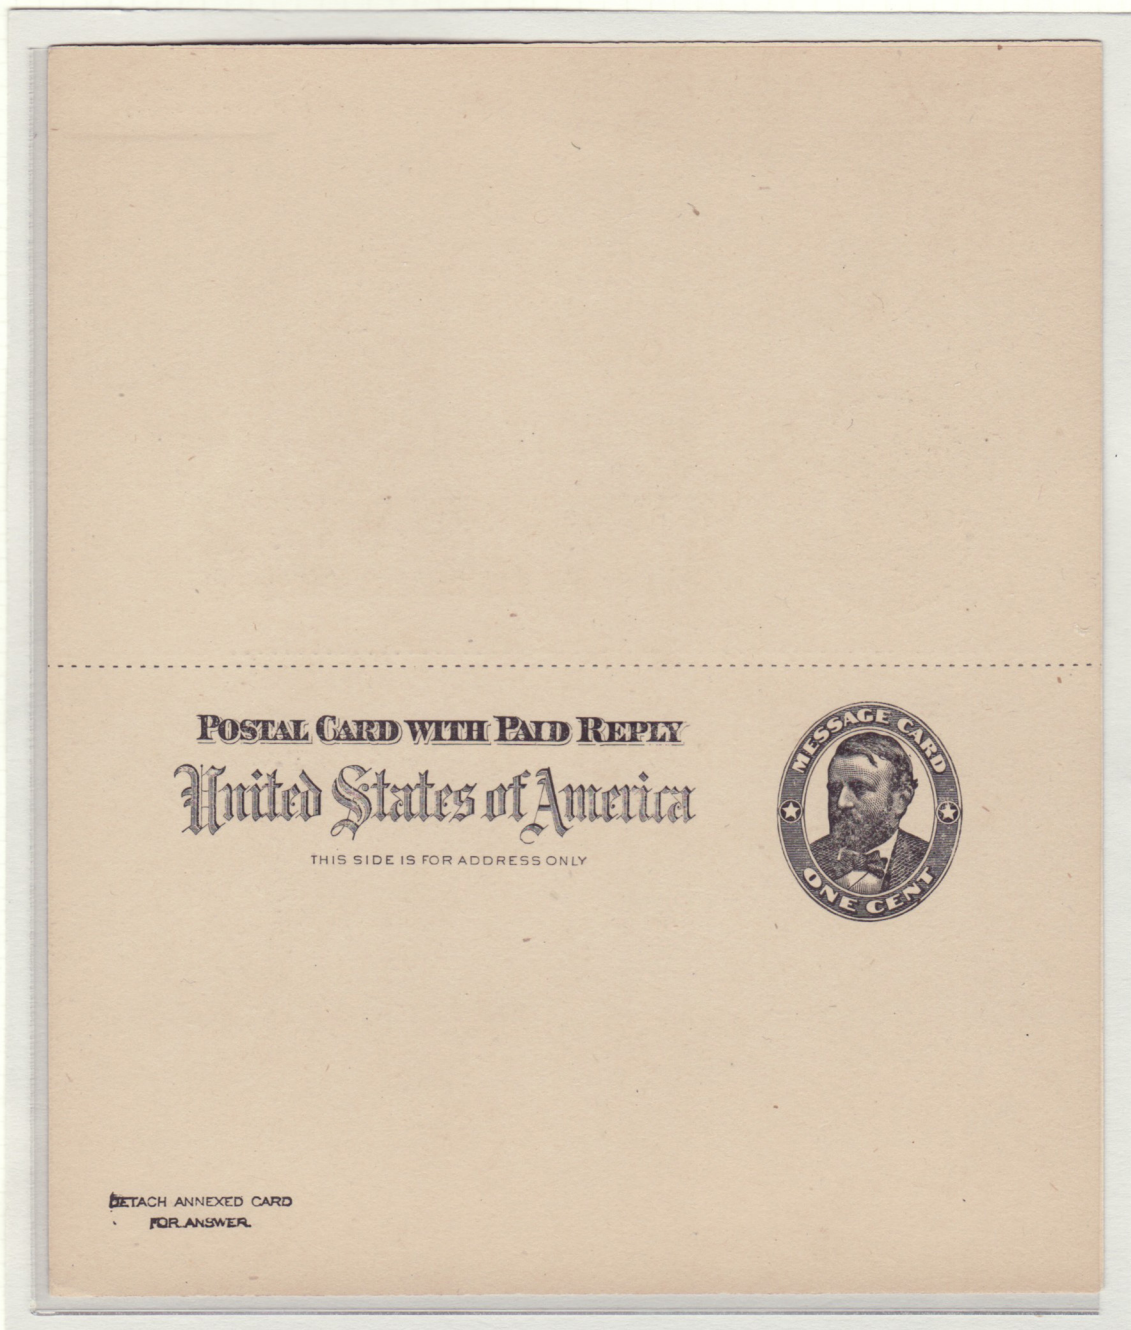 POSTAL CARD WITH PAID REPLY
United States of America
THIS SIDE IS FOR ADDRESS ONLY
MESSAGE CARD
ONE CENT
DETACH ANNEXED CARD
FOR ANSWER.